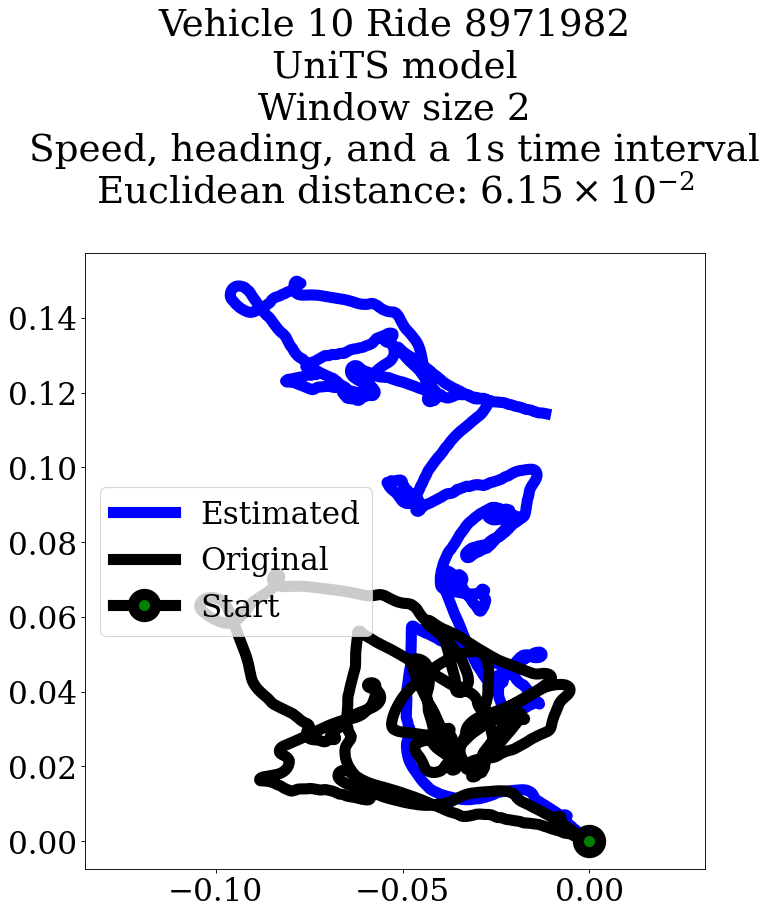 Vehicle 10 Ride 8971982
UniTS model
Window size 2
Speed, heading, and a 1s time interval
Euclidean distance: 6.15 × 10⁻²
0.14
0.12
0.10
0.08
0.06
0.04
0.02
0.00
Estimated
Original
Start
−0.10
−0.05
0.00